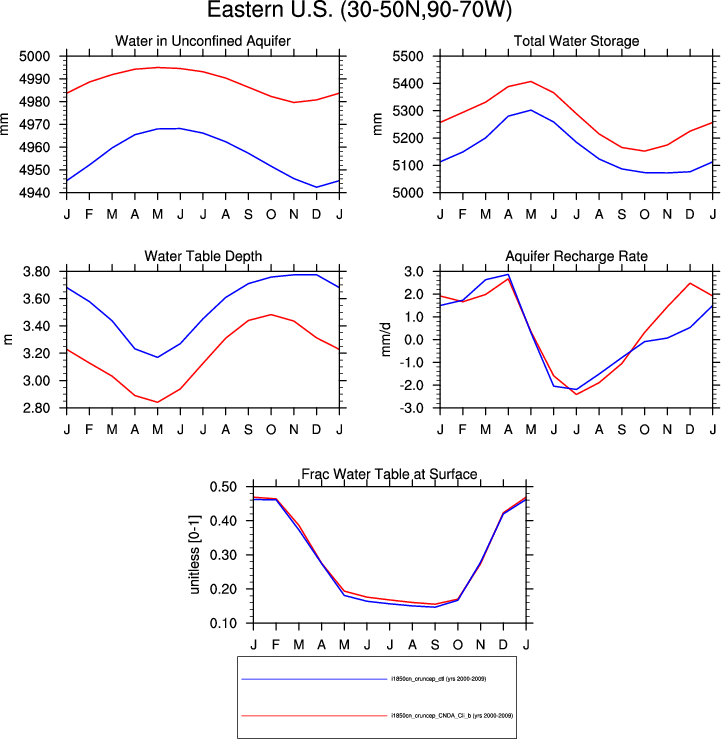 Eastern U.S. (30-50N,90-70W)
Water in Unconfined Aquifer
5000
4990
4980
4970
4960
4950
4940
mm
J F M A M J J A S O N D J
Total Water Storage
5500
5400
5300
5200
5100
5000
mm
J F M A M J J A S O N D J
Water Table Depth
3.80
3.60
3.40
3.20
3.00
2.80
m
J F M A M J J A S O N D J
Aquifer Recharge Rate
3.0
2.0
1.0
0.0
-1.0
-2.0
-3.0
mm/d
J F M A M J J A S O N D J
Frac Water Table at Surface
0.50
0.40
0.30
0.20
0.10
unitless [0-1]
J F M A M J J A S O N D J
i1850cn_cruncep_ctl (yrs 2000-2009)
i1850cn_cruncep_CNDA_Cli_b (yrs 2000-2009)